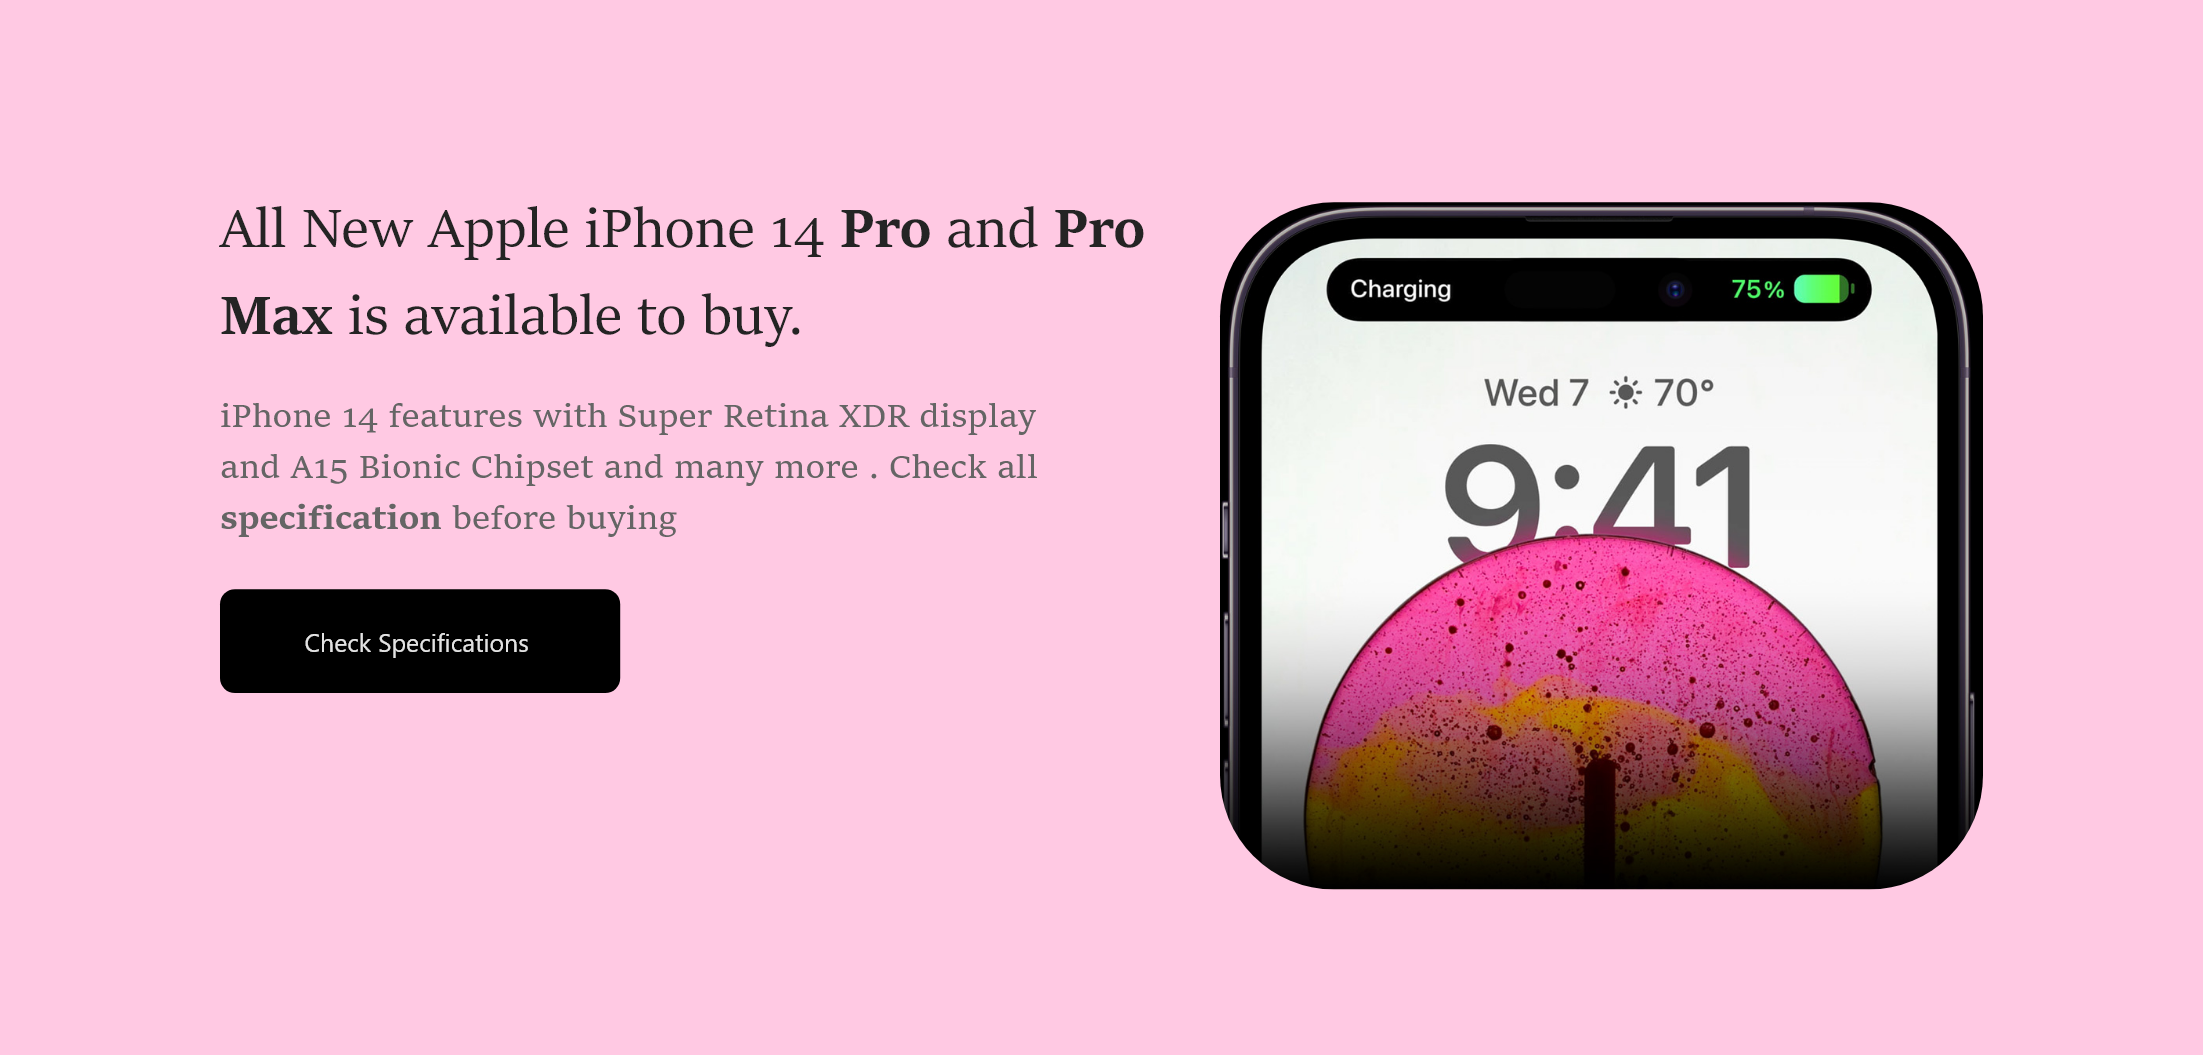 All New Apple iPhone 14 Pro and Pro
Max is available to buy.
iPhone 14 features with Super Retina XDR display
and A15 Bionic Chipset and many more . Check all
specification before buying
Check Specifications
Charging 75%
Wed 7 70°
9:41